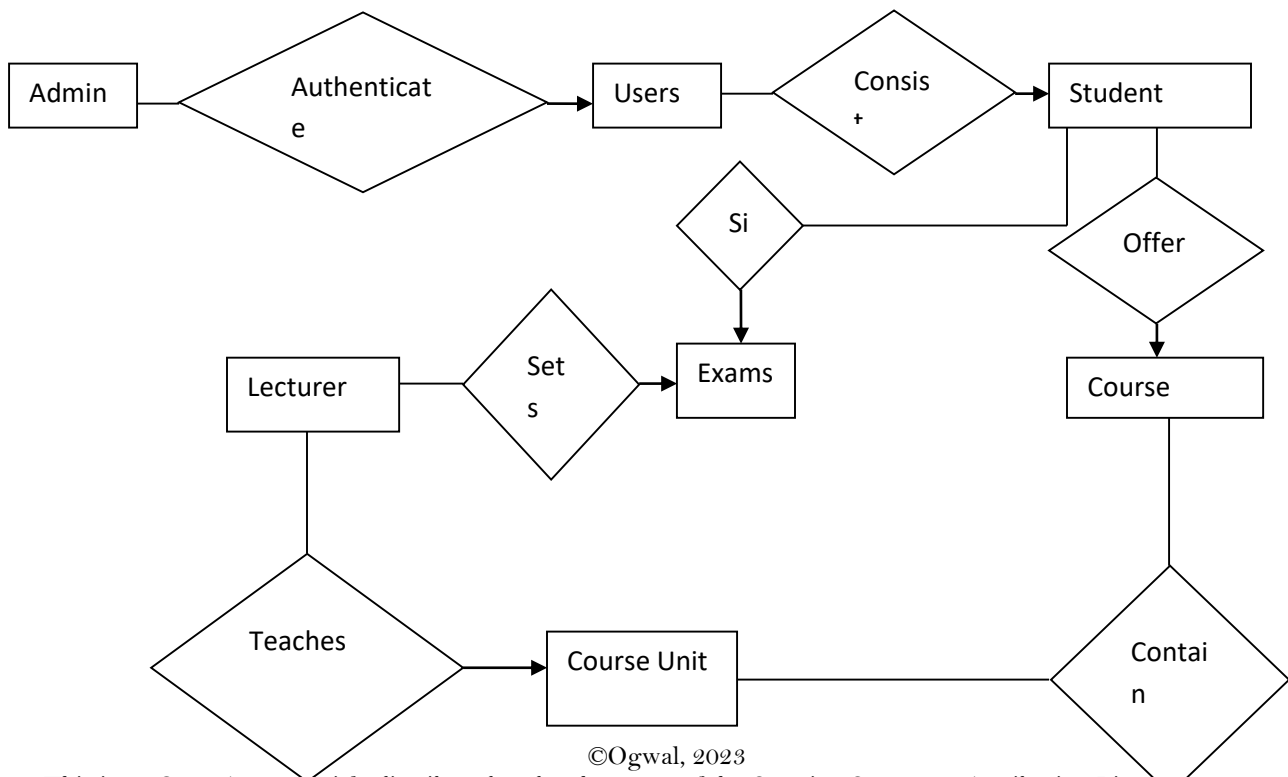 Admin
Authenticat
e
Users
Consis
t
Student
Si
Offer
Set
s
Exams
Lecturer
Course
Teaches
Course Unit
Contai
n
©Ogwal, 2023